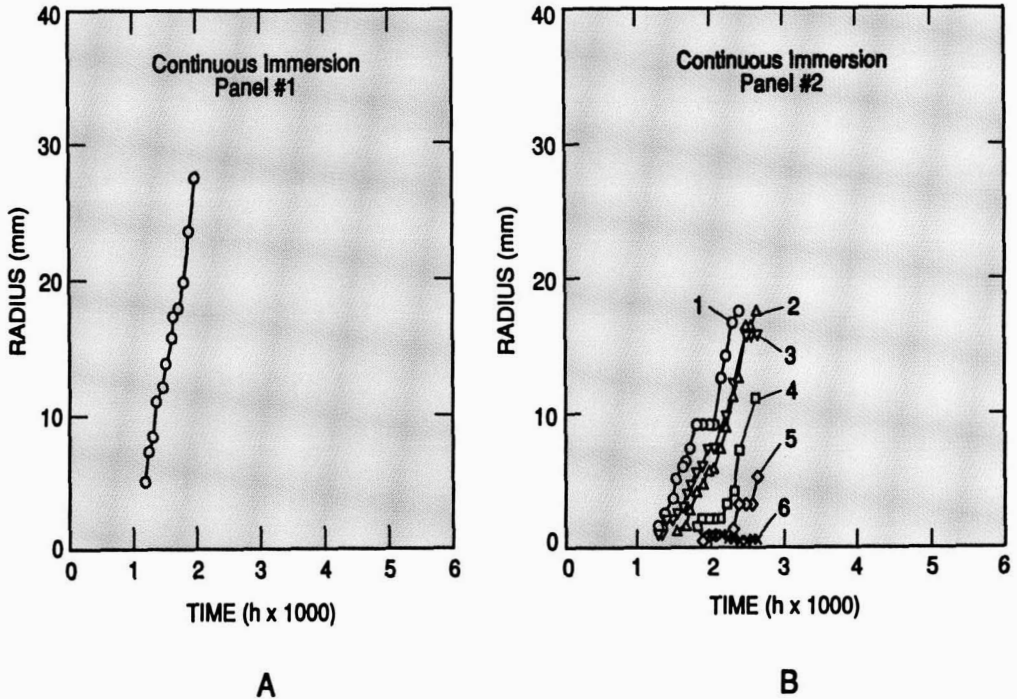 40
30
20
10
0
RADIUS (mm)
Continuous Immersion
Panel #1
0 1 2 3 4 5 6
TIME (h x 1000)
A
40
30
20
10
0
RADIUS (mm)
Continuous Immersion
Panel #2
1
2
3
4
5
6
0 1 2 3 4 5 6
TIME (h x 1000)
B